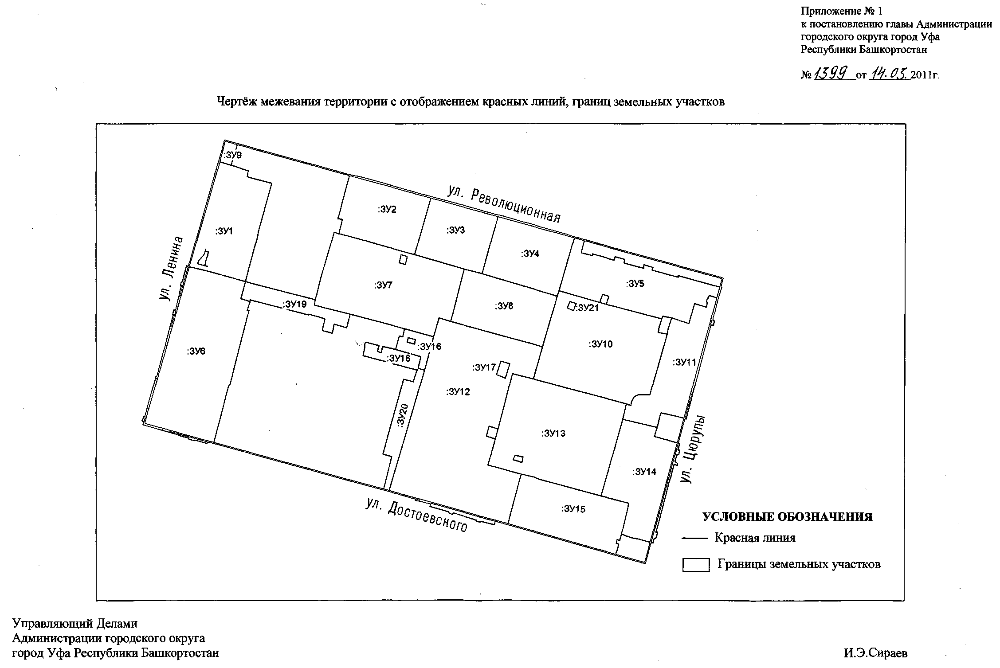 Приложение № 1
к постановлению главы Администрации
городского округа город Уфа
Республики Башкортостан
№ 1399 от 14.03.2011г.
Чертёж межевания территории с отображением красных линий, границ земельных участков
:ЗУ9
ул. Революционная
:ЗУ2
:ЗУ3
:ЗУ1
:ЗУ4
ул. Ленина
:ЗУ5
:ЗУ7
:ЗУ19
:ЗУ8
:ЗУ21
:ЗУ6
:ЗУ16
:ЗУ10
:ЗУ18
:ЗУ17
:ЗУ11
:ЗУ12
:ЗУ20
:ЗУ13
ул. Цюрупы
:ЗУ14
ул. Достоевского
:ЗУ15
УСЛОВНЫЕ ОБОЗНАЧЕНИЯ
Красная линия
Границы земельных участков
Управляющий Делами
Администрации городского округа
город Уфа Республики Башкортостан
И.Э.Сираев